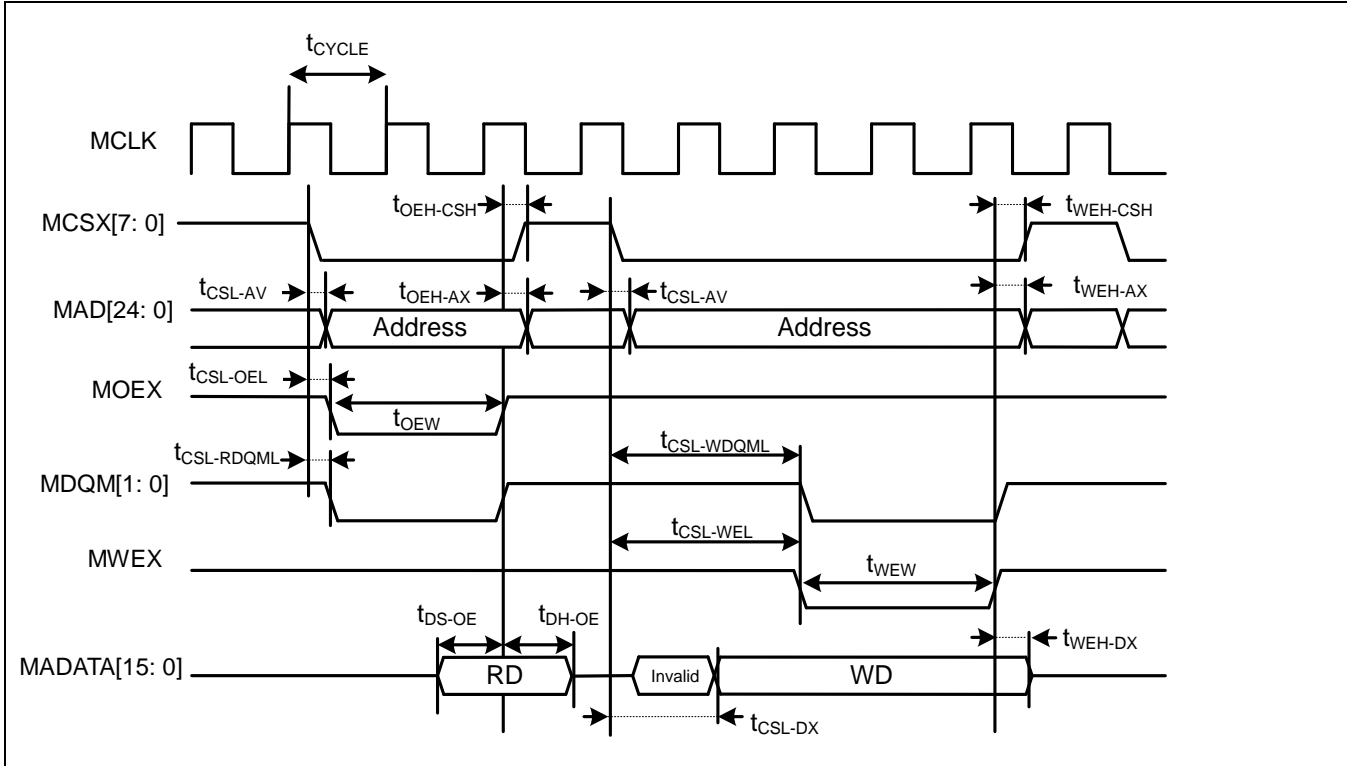 tCYCLE
MCLK
tOEH-CSH
tWEH-CSH
MCSX[7: 0]
tCSL-AV
tOEH-AX
tCSL-AV
tWEH-AX
MAD[24: 0]
Address
Address
tCSL-OEL
MOEX
tOEW
tCSL-WDQML
tCSL-RDQML
MDQM[1: 0]
tCSL-WEL
MWEX
tWEW
tDS-OE
tDH-OE
tWEH-DX
MADATA[15: 0]
RD
Invalid
WD
tCSL-DX